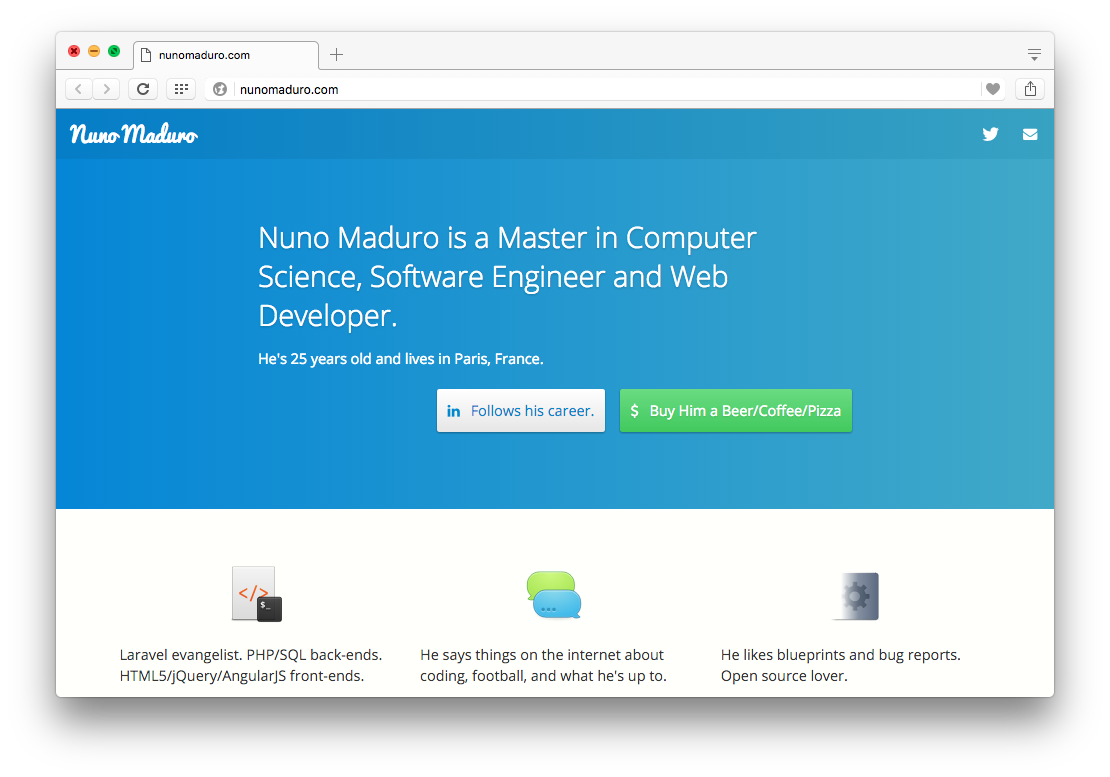 nunomaduro.com
nunomaduro.com
Nuno Maduro
Nuno Maduro is a Master in Computer
Science, Software Engineer and Web
Developer.
He's 25 years old and lives in Paris, France.
in Follows his career.
$ Buy Him a Beer/Coffee/Pizza
</>
$_
Laravel evangelist. PHP/SQL back-ends.
HTML5/jQuery/AngularJS front-ends.
He says things on the internet about
coding, football, and what he's up to.
He likes blueprints and bug reports.
Open source lover.